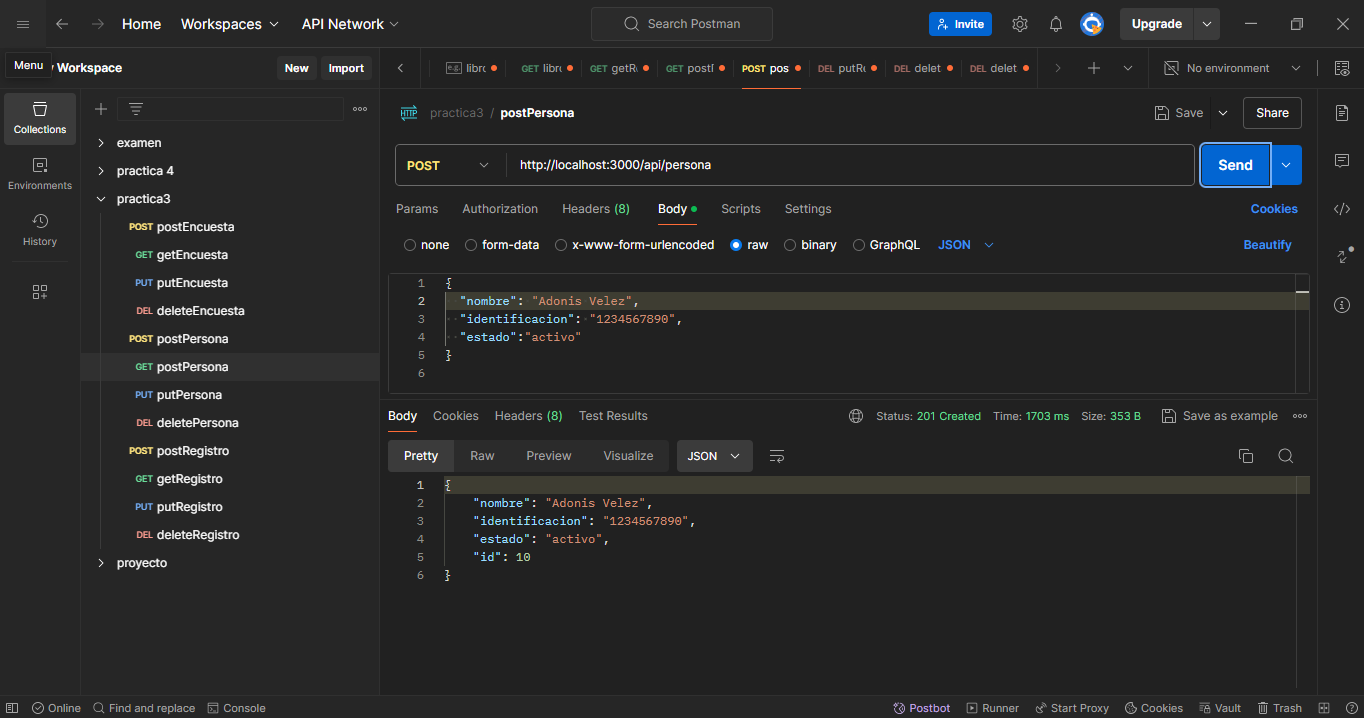 Home Workspaces API Network Search Postman Invite Upgrade
Menu
Workspace New Import
GET GET getR POST pos PUT DEL delet DEL delet No environment
Collections
Environments
History
examen
practica 4
practica3
POST postEncuesta
GET getEncuesta
PUT putEncuesta
DEL deleteEncuesta
POST postPersona
GET postPersona
PUT putPersona
DEL deletePersona
POST postRegistro
GET getRegistro
PUT putRegistro
DEL deleteRegistro
proyecto
HTTP practica3 / postPersona Save Share
POST http://localhost:3000/api/persona Send
Params Authorization Headers (8) Body Scripts Settings Cookies
none form-data x-www-form-urlencoded raw binary GraphQL JSON Beautify
1 {
2 "nombre": "Adonis Velez",
3 "identificacion": "1234567890",
4 "estado":"activo"
5 }
6
Body Cookies Headers (8) Test Results Status: 201 Created Time: 1703 ms Size: 353 B Save as example
Pretty Raw Preview Visualize JSON
1 {
2 "nombre": "Adonis Velez",
3 "identificacion": "1234567890",
4 "estado": "activo",
5 "id": 10
6 }
Online Find and replace Console Postbot Runner Start Proxy Cookies Vault Trash